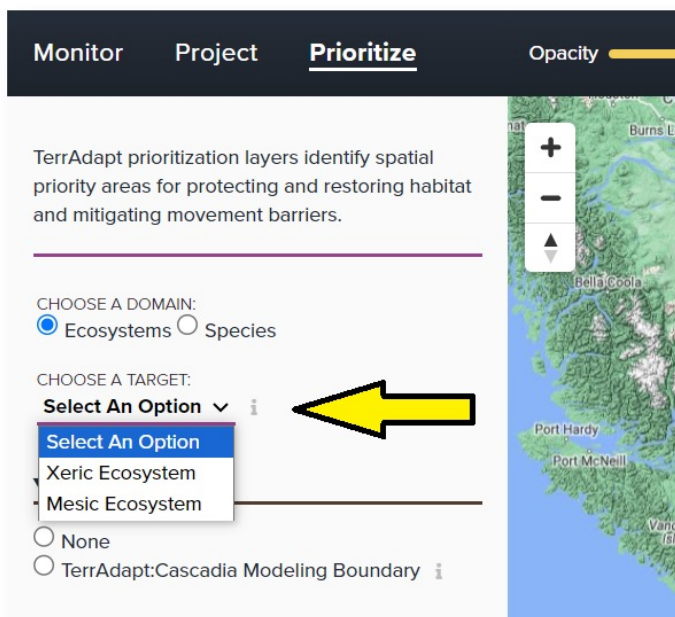 Monitor Project Prioritize Opacity
Burns L
TerrAdapt prioritization layers identify spatial
priority areas for protecting and restoring habitat
and mitigating movement barriers.
Bella Coola
CHOOSE A DOMAIN:
Ecosystems Species
CHOOSE A TARGET:
Select An Option
Select An Option
Xeric Ecosystem
Mesic Ecosystem
Port Hardy
Port McNeill
None
TerrAdapt:Cascadia Modeling Boundary